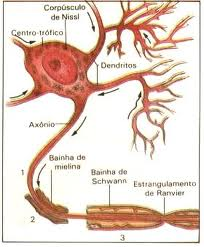 Corpúsculo
de Nissl
Centro-trófico
Dendritos
Axônio
Bainha de
mielina
Bainha de
Schwann
Estrangulamento
de Ranvier
1
2
3